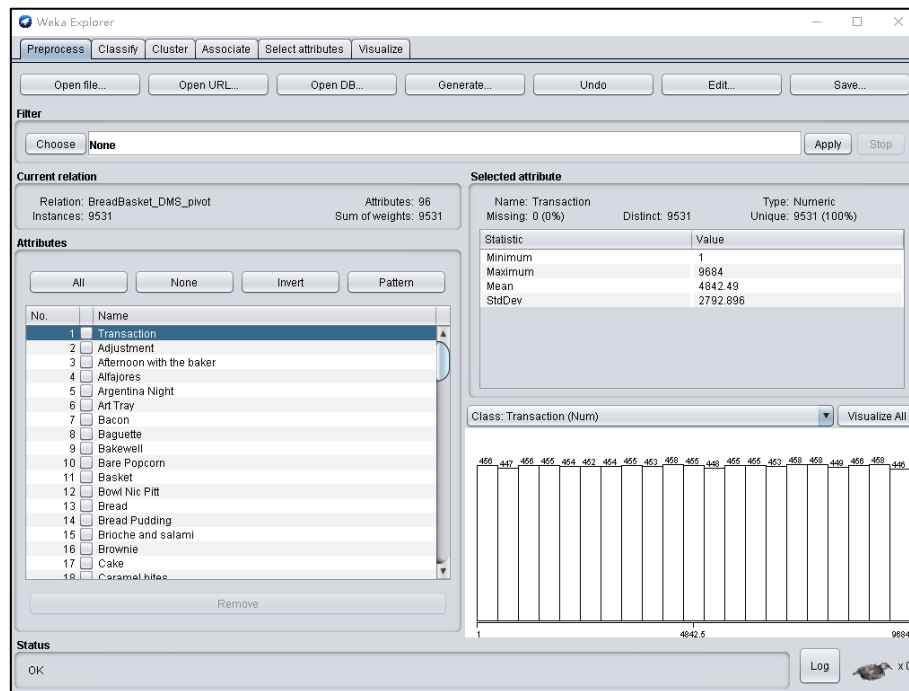 Weka Explorer
Preprocess Classify Cluster Associate Select attributes Visualize
Open file... Open URL... Open DB... Generate... Undo Edit... Save...
Filter
Choose None Apply Stop
Current relation
Relation: BreadBasket_DMS_pivot Attributes: 96
Instances: 9531 Sum of weights: 9531
Selected attribute
Name: Transaction Type: Numeric
Missing: 0 (0%) Distinct: 9531 Unique: 9531 (100%)
Statistic Value
Minimum 1
Maximum 9684
Mean 4842.49
StdDev 2792.896
Attributes
All None Invert Pattern
No. Name
1 Transaction
2 Adjustment
3 Afternoon with the baker
4 Alfajores
5 Argentina Night
6 Art Tray
7 Bacon
8 Baguette
9 Bakewell
10 Bare Popcorn
11 Basket
12 Bowl Nic Pitt
13 Bread
14 Bread Pudding
15 Brioche and salami
16 Brownie
17 Cake
18 Caramel bites
Remove
Class: Transaction (Num) Visualize All
456 447 456 455 454 452 454 455 453 458 455 448 455 455 453 458 458 449 456 458 446
1 4842.5 9684
Status
OK
Log x 0